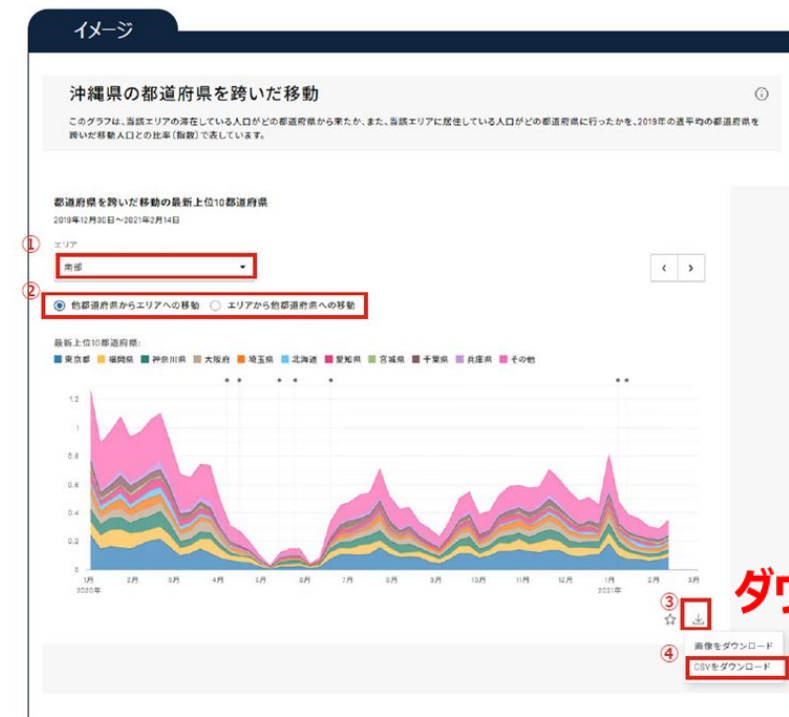 イメージ
沖縄県の都道府県を跨いだ移動
このグラフは、当該エリアの滞在している人口がどの都道府県から来たか、また、当該エリアに居住している人口がどの都道府県に行ったかを、2019年の週平均の都道府県を
跨いだ移動人口との比率(指数)で表しています。
都道府県を跨いだ移動の最新上位10都道府県
2019年12月30日〜2021年2月14日
① エリア
南部
②
他都道府県からエリアへの移動 エリアから他都道府県への移動
最新上位10都道府県:
東京都 福岡県 神奈川県 大阪府 埼玉県 北海道 愛知県 宮城県 千葉県 兵庫県 その他
1.2
1
0.8
0.6
0.4
0.2
0
1月 2月 3月 4月 5月 6月 7月 8月 9月 10月 11月 12月 1月 2月 3月
2020年 2021年
③
ダウ
画像をダウンロード
④ CSVをダウンロード